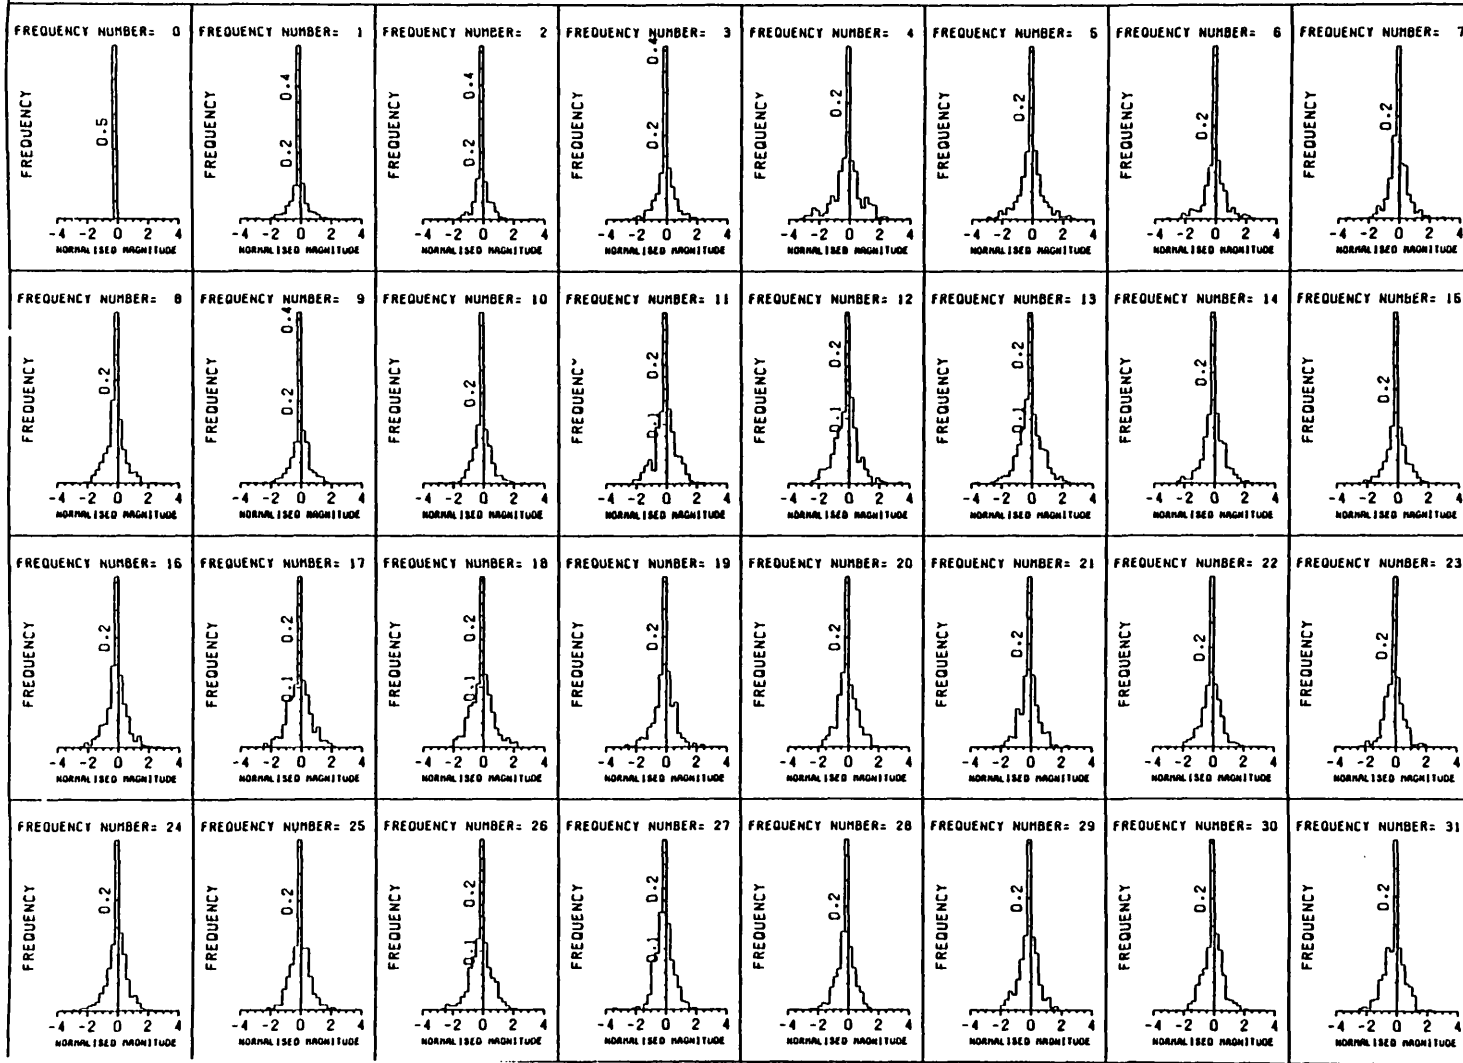 FREQUENCY NUMBER= 0
FREQUENCY
0.5
-4 -2 0 2 4
NORMALISED MAGNITUDE
FREQUENCY NUMBER= 1
FREQUENCY
0.4
0.2
-4 -2 0 2 4
NORMALISED MAGNITUDE
FREQUENCY NUMBER= 2
FREQUENCY
0.4
0.2
-4 -2 0 2 4
NORMALISED MAGNITUDE
FREQUENCY NUMBER= 3
FREQUENCY
0.4
0.2
-4 -2 0 2 4
NORMALISED MAGNITUDE
FREQUENCY NUMBER= 4
FREQUENCY
0.2
-4 -2 0 2 4
NORMALISED MAGNITUDE
FREQUENCY NUMBER= 5
FREQUENCY
0.2
-4 -2 0 2 4
NORMALISED MAGNITUDE
FREQUENCY NUMBER= 6
FREQUENCY
0.2
-4 -2 0 2 4
NORMALISED MAGNITUDE
FREQUENCY NUMBER= 7
FREQUENCY
0.2
-4 -2 0 2 4
NORMALISED MAGNITUDE
FREQUENCY NUMBER= 8
FREQUENCY
0.2
-4 -2 0 2 4
NORMALISED MAGNITUDE
FREQUENCY NUMBER= 9
FREQUENCY
0.4
0.2
-4 -2 0 2 4
NORMALISED MAGNITUDE
FREQUENCY NUMBER= 10
FREQUENCY
0.2
-4 -2 0 2 4
NORMALISED MAGNITUDE
FREQUENCY NUMBER= 11
FREQUENCY
0.2
0.1
-4 -2 0 2 4
NORMALISED MAGNITUDE
FREQUENCY NUMBER= 12
FREQUENCY
0.2
0.1
-4 -2 0 2 4
NORMALISED MAGNITUDE
FREQUENCY NUMBER= 13
FREQUENCY
0.2
0.1
-4 -2 0 2 4
NORMALISED MAGNITUDE
FREQUENCY NUMBER= 14
FREQUENCY
0.2
-4 -2 0 2 4
NORMALISED MAGNITUDE
FREQUENCY NUMBER= 15
FREQUENCY
0.2
-4 -2 0 2 4
NORMALISED MAGNITUDE
FREQUENCY NUMBER= 16
FREQUENCY
0.2
-4 -2 0 2 4
NORMALISED MAGNITUDE
FREQUENCY NUMBER= 17
FREQUENCY
0.2
0.1
-4 -2 0 2 4
NORMALISED MAGNITUDE
FREQUENCY NUMBER= 18
FREQUENCY
0.2
0.1
-4 -2 0 2 4
NORMALISED MAGNITUDE
FREQUENCY NUMBER= 19
FREQUENCY
0.2
-4 -2 0 2 4
NORMALISED MAGNITUDE
FREQUENCY NUMBER= 20
FREQUENCY
0.2
-4 -2 0 2 4
NORMALISED MAGNITUDE
FREQUENCY NUMBER= 21
FREQUENCY
0.2
-4 -2 0 2 4
NORMALISED MAGNITUDE
FREQUENCY NUMBER= 22
FREQUENCY
0.2
-4 -2 0 2 4
NORMALISED MAGNITUDE
FREQUENCY NUMBER= 23
FREQUENCY
0.2
-4 -2 0 2 4
NORMALISED MAGNITUDE
FREQUENCY NUMBER= 24
FREQUENCY
0.2
-4 -2 0 2 4
NORMALISED MAGNITUDE
FREQUENCY NUMBER= 25
FREQUENCY
0.2
-4 -2 0 2 4
NORMALISED MAGNITUDE
FREQUENCY NUMBER= 26
FREQUENCY
0.2
0.1
-4 -2 0 2 4
NORMALISED MAGNITUDE
FREQUENCY NUMBER= 27
FREQUENCY
0.2
0.1
-4 -2 0 2 4
NORMALISED MAGNITUDE
FREQUENCY NUMBER= 28
FREQUENCY
0.2
-4 -2 0 2 4
NORMALISED MAGNITUDE
FREQUENCY NUMBER= 29
FREQUENCY
0.2
-4 -2 0 2 4
NORMALISED MAGNITUDE
FREQUENCY NUMBER= 30
FREQUENCY
0.2
-4 -2 0 2 4
NORMALISED MAGNITUDE
FREQUENCY NUMBER= 31
FREQUENCY
0.2
-4 -2 0 2 4
NORMALISED MAGNITUDE